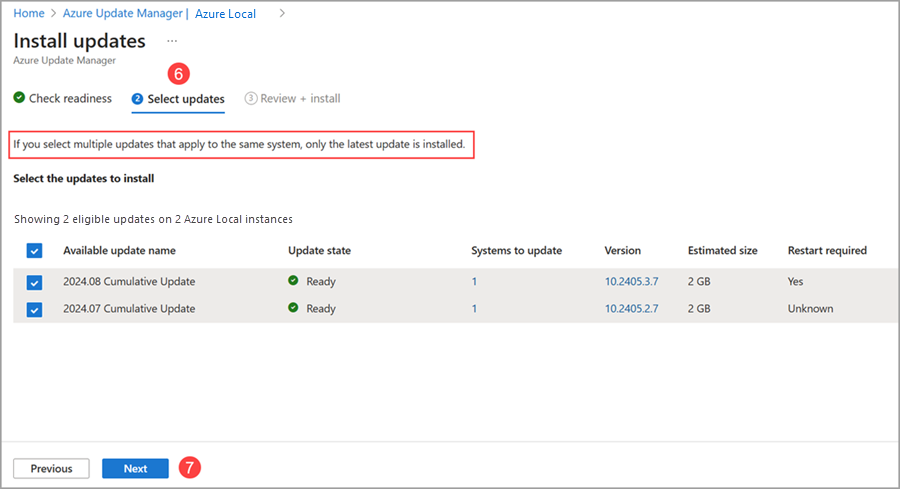 Home > Azure Update Manager | Azure Local >
Install updates ...
Azure Update Manager
6
Check readiness 2 Select updates 3 Review + install
If you select multiple updates that apply to the same system, only the latest update is installed.
Select the updates to install
Showing 2 eligible updates on 2 Azure Local instances
Available update name Update state Systems to update Version Estimated size Restart required
2024.08 Cumulative Update Ready 1 10.2405.3.7 2 GB Yes
2024.07 Cumulative Update Ready 1 10.2405.2.7 2 GB Unknown
Previous Next 7